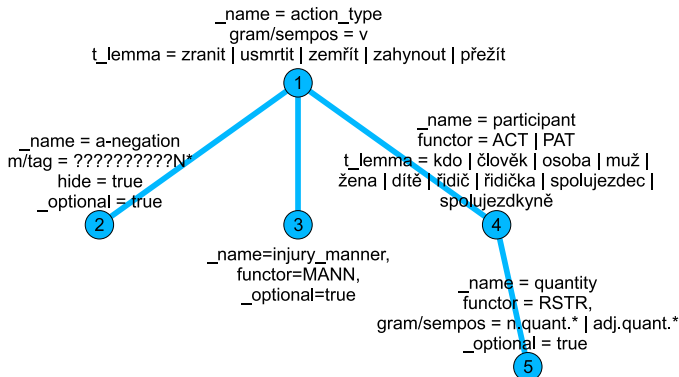 _name = action_type
gram/sempos = v
t_lemma = zranit | usmrtit | zemřít | zahynout | přežít
1
_name = a-negation
m/tag = ??????????N*
hide = true
_optional = true
2
_name=injury_manner,
functor=MANN,
_optional=true
3
_name = participant
functor = ACT | PAT
t_lemma = kdo | člověk | osoba | muž |
žena | dítě | řidič | řidička | spolujezdec |
spolujezdkyně
4
_name = quantity
functor = RSTR,
gram/sempos = n.quant.* | adj.quant.*
_optional = true
5